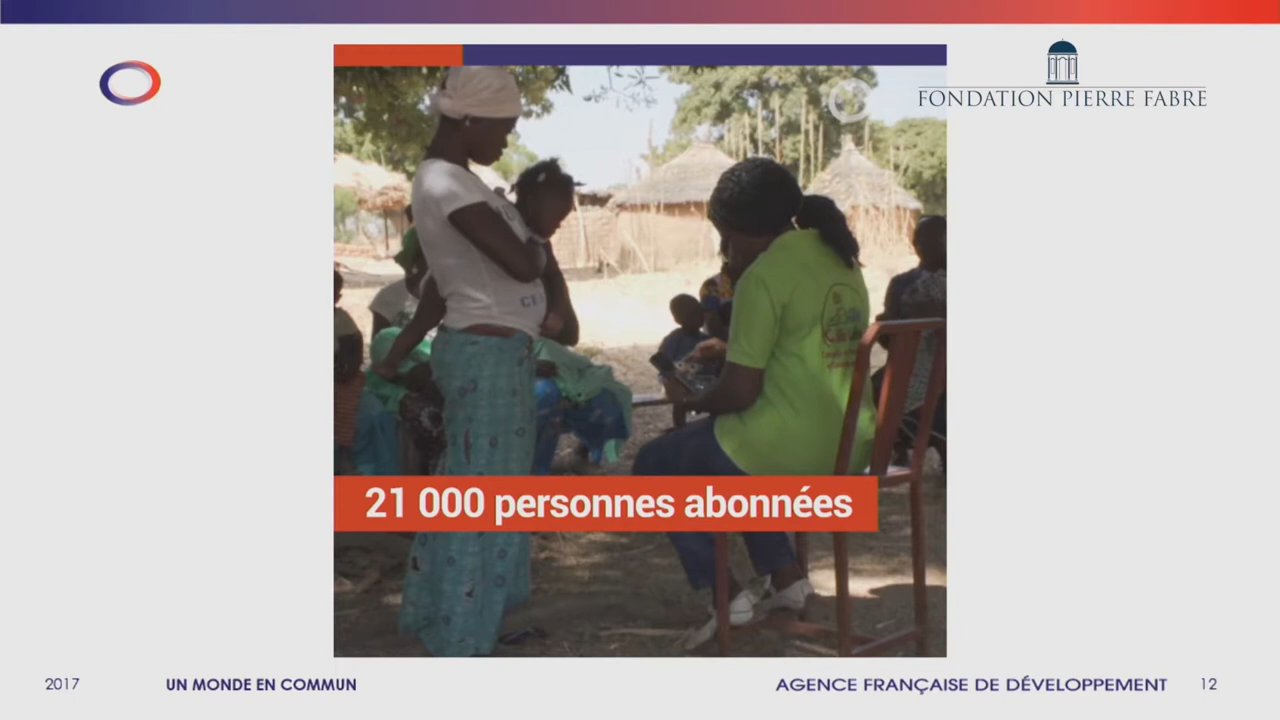 FONDATION PIERRE FABRE
21 000 personnes abonnées
2017
UN MONDE EN COMMUN
AGENCE FRANÇAISE DE DÉVELOPPEMENT
12